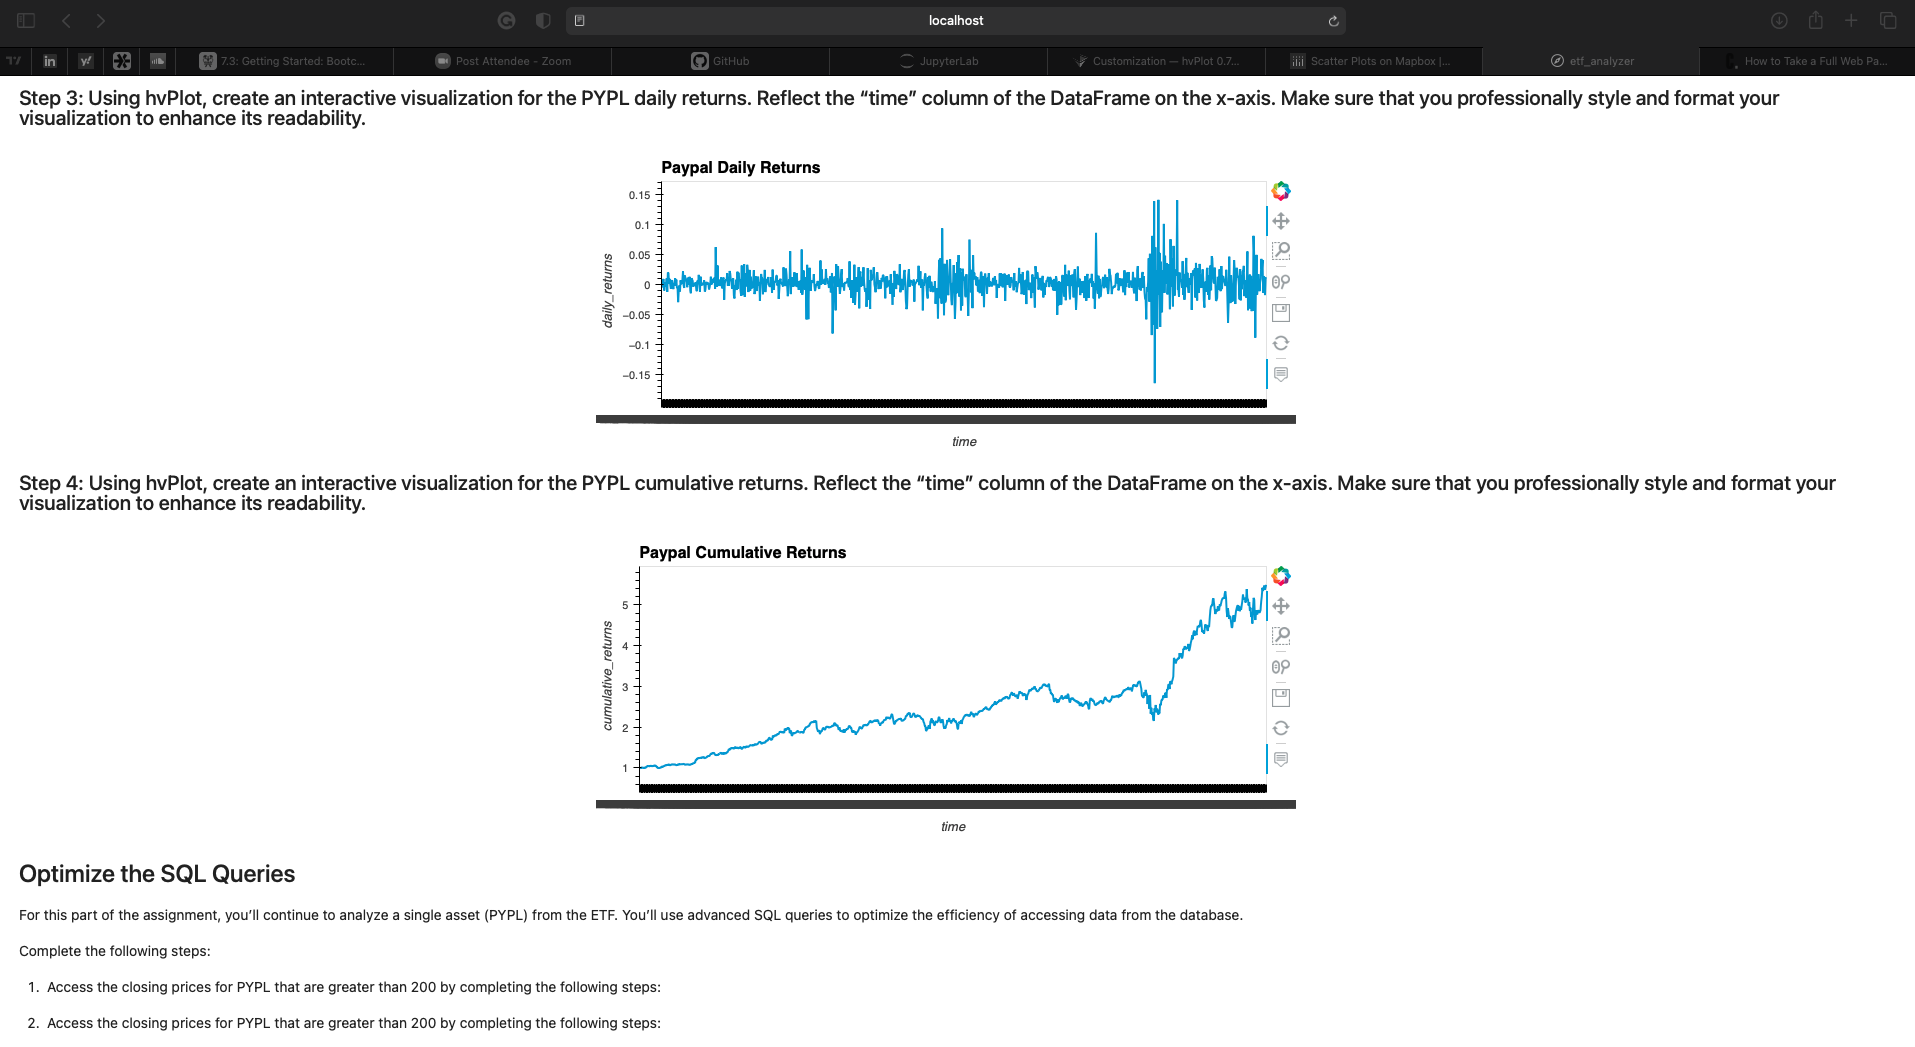 localhost
in
y!
7.3: Getting Started: Bootc...
Post Attendee - Zoom
GitHub
JupyterLab
Customization — hvPlot 0.7...
Scatter Plots on Mapbox |...
etf_analyzer
How to Take a Full Web Pa...
Step 3: Using hvPlot, create an interactive visualization for the PYPL daily returns. Reflect the “time” column of the DataFrame on the x-axis. Make sure that you professionally style and format your
visualization to enhance its readability.
Paypal Daily Returns
0.15
0.1
0.05
0
−0.05
−0.1
−0.15
daily_returns
time
Step 4: Using hvPlot, create an interactive visualization for the PYPL cumulative returns. Reflect the “time” column of the DataFrame on the x-axis. Make sure that you professionally style and format your
visualization to enhance its readability.
Paypal Cumulative Returns
5
4
3
2
1
cumulative_returns
time
Optimize the SQL Queries
For this part of the assignment, you’ll continue to analyze a single asset (PYPL) from the ETF. You’ll use advanced SQL queries to optimize the efficiency of accessing data from the database.
Complete the following steps:
1. Access the closing prices for PYPL that are greater than 200 by completing the following steps:
2. Access the closing prices for PYPL that are greater than 200 by completing the following steps: